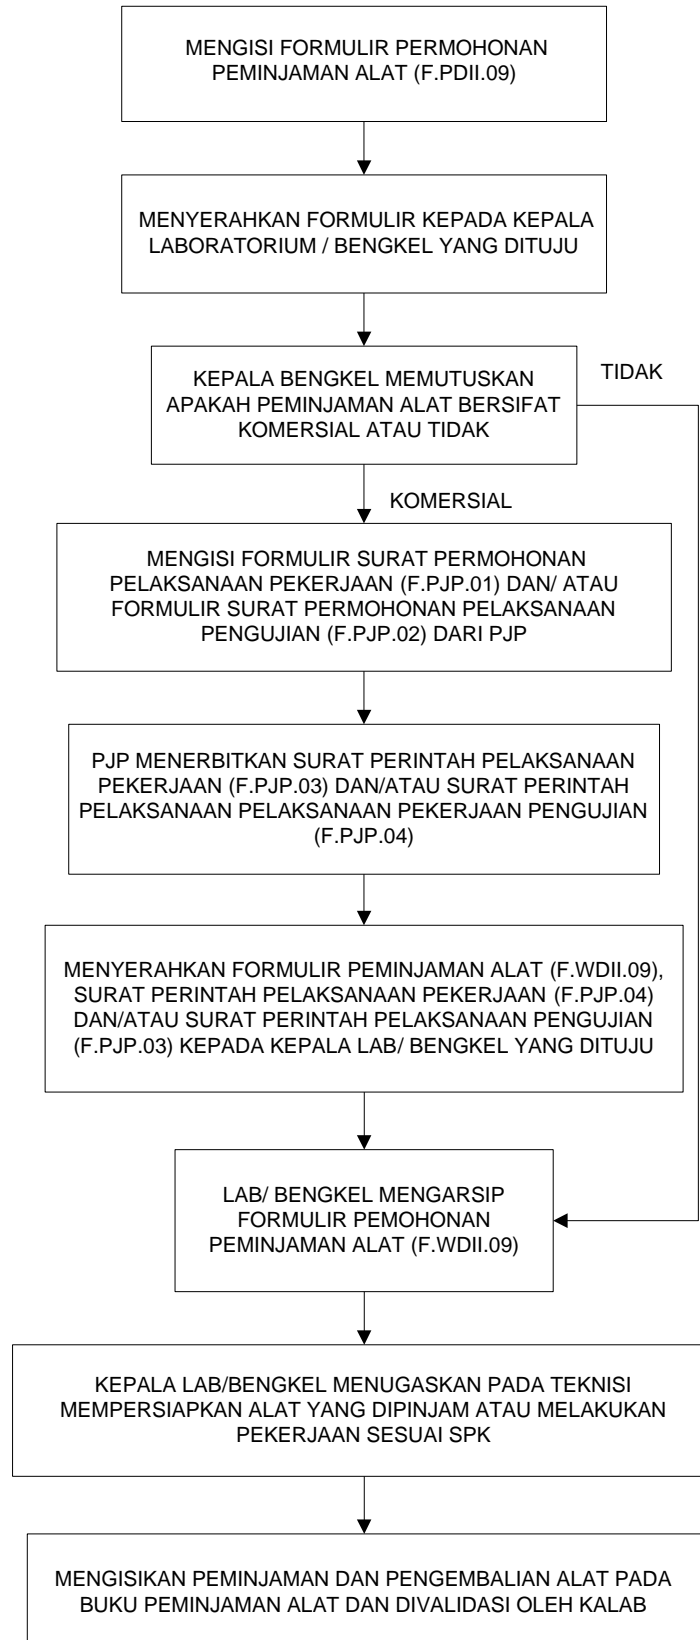 MENGISI FORMULIR PERMOHONAN
PEMINJAMAN ALAT (F.PDII.09)
MENYERAHKAN FORMULIR KEPADA KEPALA
LABORATORIUM / BENGKEL YANG DITUJU
KEPALA BENGKEL MEMUTUSKAN
APAKAH PEMINJAMAN ALAT BERSIFAT
KOMERSIAL ATAU TIDAK
TIDAK
KOMERSIAL
MENGISI FORMULIR SURAT PERMOHONAN
PELAKSANAAN PEKERJAAN (F.PJP.01) DAN/ ATAU
FORMULIR SURAT PERMOHONAN PELAKSANAAN
PENGUJIAN (F.PJP.02) DARI PJP
PJP MENERBITKAN SURAT PERINTAH PELAKSANAAN
PEKERJAAN (F.PJP.03) DAN/ATAU SURAT PERINTAH
PELAKSANAAN PELAKSANAAN PEKERJAAN PENGUJIAN
(F.PJP.04)
MENYERAHKAN FORMULIR PEMINJAMAN ALAT (F.WDII.09),
SURAT PERINTAH PELAKSANAAN PEKERJAAN (F.PJP.04)
DAN/ATAU SURAT PERINTAH PELAKSANAAN PENGUJIAN
(F.PJP.03) KEPADA KEPALA LAB/ BENGKEL YANG DITUJU
LAB/ BENGKEL MENGARSIP
FORMULIR PEMOHONAN
PEMINJAMAN ALAT (F.WDII.09)
KEPALA LAB/BENGKEL MENUGASKAN PADA TEKNISI
MEMPERSIAPKAN ALAT YANG DIPINJAM ATAU MELAKUKAN
PEKERJAAN SESUAI SPK
MENGISIKAN PEMINJAMAN DAN PENGEMBALIAN ALAT PADA
BUKU PEMINJAMAN ALAT DAN DIVALIDASI OLEH KALAB